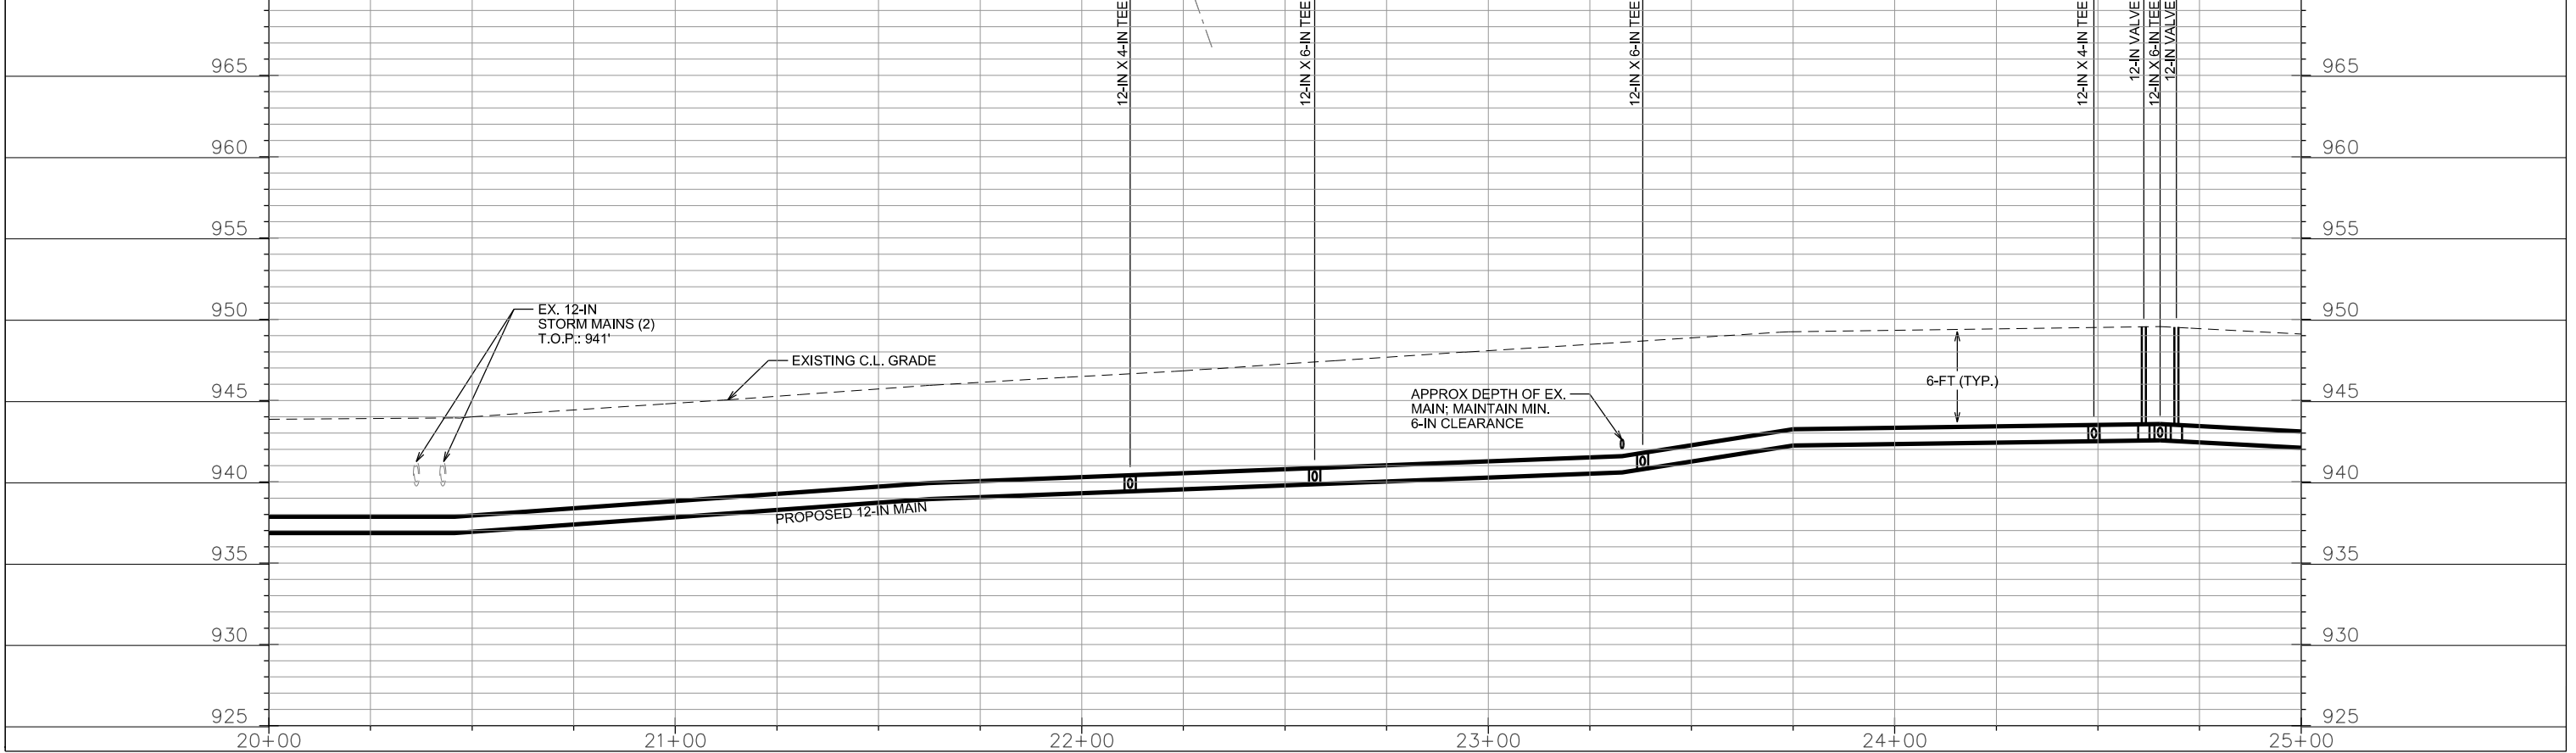 12-IN X 4-IN TEE
12-IN X 6-IN TEE
12-IN X 6-IN TEE
12-IN X 4-IN TEE
12-IN VALVE
12-IN X 6-IN TEE
12-IN VALVE
965
965
960
960
955
955
950
950
EX. 12-IN
STORM MAINS (2)
T.O.P.: 941'
EXISTING C.L. GRADE
945
945
APPROX DEPTH OF EX.
MAIN; MAINTAIN MIN.
6-IN CLEARANCE
6-FT (TYP.)
940
940
PROPOSED 12-IN MAIN
935
935
930
930
925
925
20+00
21+00
22+00
23+00
24+00
25+00